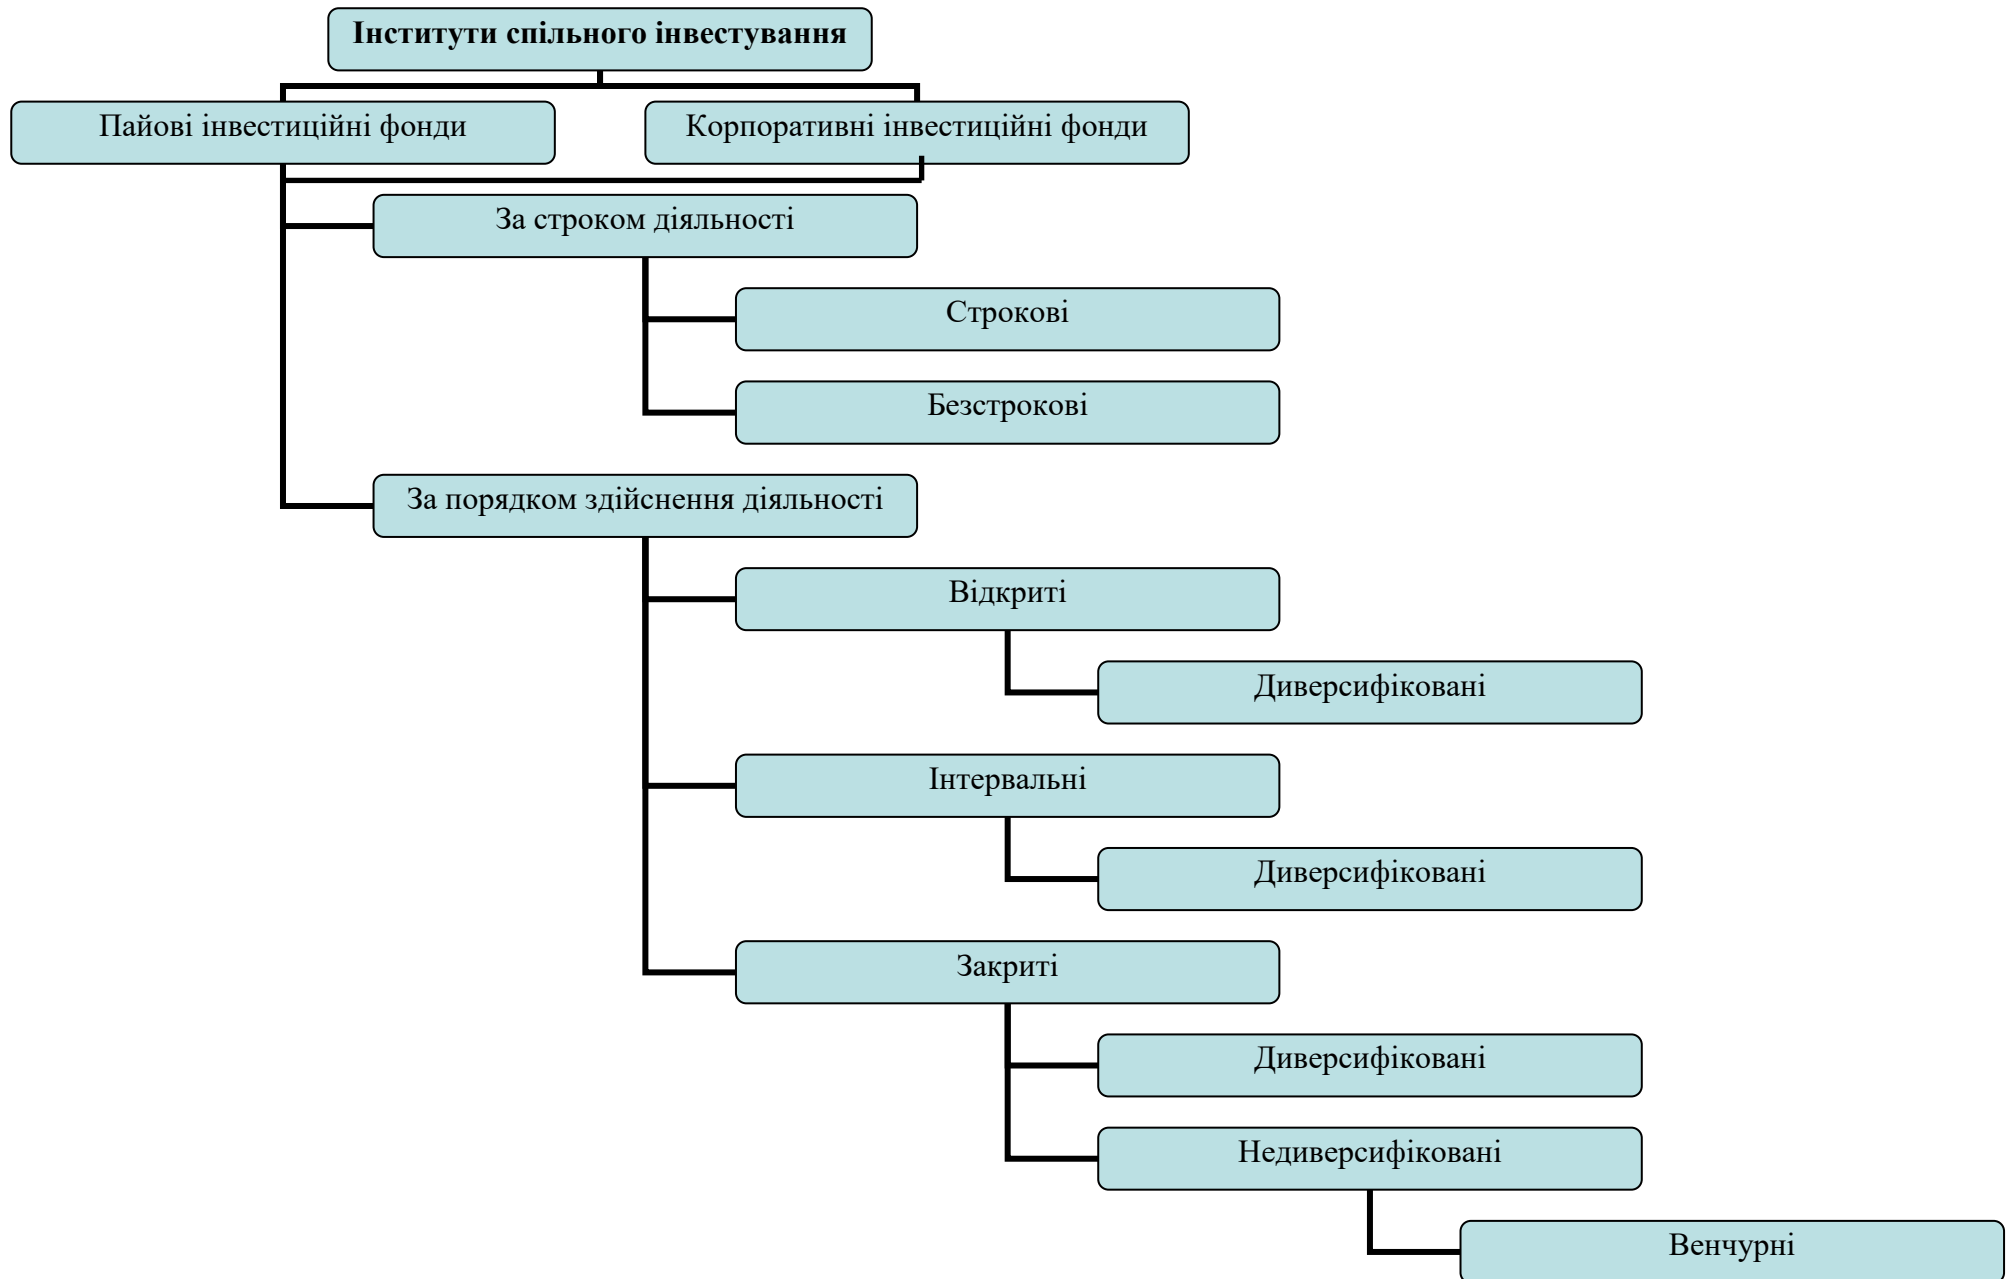 Інститути спільного інвестування
Пайові інвестиційні фонди
Корпоративні інвестиційні фонди
За строком діяльності
Строкові
Безстрокові
За порядком здійснення діяльності
Відкриті
Диверсифіковані
Інтервальні
Диверсифіковані
Закриті
Диверсифіковані
Недиверсифіковані
Венчурні